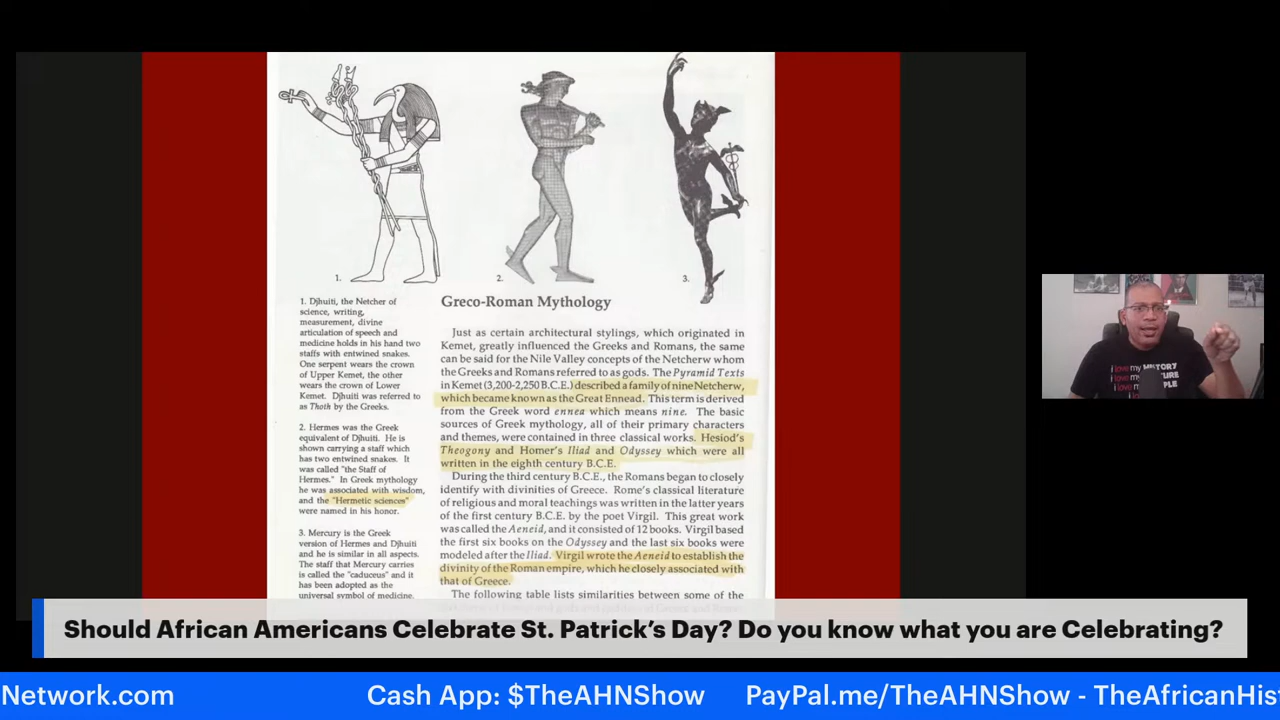 1.
2.
3.
1. Djhuiti, the Netcher of
science, writing,
measurement, divine
articulation of speech and
medicine holds in his hand two
staffs with entwined snakes.
One serpent wears the crown
of Upper Kemet, the other
wears the crown of Lower
Kemet. Djhuiti was referred to
as Thoth by the Greeks.
2. Hermes was the Greek
equivalent of Djhuiti. He is
shown carrying a staff which
has two entwined snakes. It
was called "the Staff of
Hermes." In Greek mythology
he was associated with wisdom,
and the "Hermetic sciences"
were named in his honor.
3. Mercury is the Greek
version of Hermes and Djhuiti
and he is similar in all aspects.
The staff that Mercury carries
is called the "caduceus" and it
has been adopted as the
universal symbol of medicine.
Greco-Roman Mythology
Just as certain architectural stylings, which originated in
Kemet, greatly influenced the Greeks and Romans, the same
can be said for the Nile Valley concepts of the Netcherw whom
the Greeks and Romans referred to as gods. The Pyramid Texts
in Kemet (3,200-2,250 B.C.E.) described a family of nine Netcherw,
which became known as the Great Ennead. This term is derived
from the Greek word ennea which means nine. The basic
sources of Greek mythology, all of their primary characters
and themes, were contained in three classical works. Hesiod's
Theogony and Homer's Iliad and Odyssey which were all
written in the eighth century B.C.E.
During the third century B.C.E., the Romans began to closely
identify with divinities of Greece. Rome's classical literature
of religious and moral teachings was written in the latter years
of the first century B.C.E. by the poet Virgil. This great work
was called the Aeneid, and it consisted of 12 books. Virgil based
the first six books on the Odyssey and the last six books were
modeled after the Iliad. Virgil wrote the Aeneid to establish the
divinity of the Roman empire, which he closely associated with
that of Greece.
The following table lists similarities between some of the
i love my HISTORY
i love my
i love my
Should African Americans Celebrate St. Patrick's Day? Do you know what you are Celebrating?
Network.com Cash App: $TheAHNShow PayPal.me/TheAHNShow - TheAfricanHis